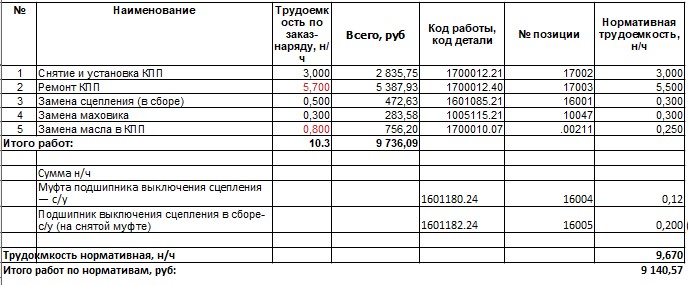 № Наименование Трудоемк ость по заказ-наряду, н/ч Всего, руб Код работы, код детали № позиции Нормативная трудоемкость, н/ч
1 Снятие и установка КПП 3,000 2 835,75 1700012.21 17002 3,000
2 Ремонт КПП 5,700 5 387,93 1700012.40 17003 5,500
3 Замена сцепления (в сборе) 0,500 472,63 1601085.21 16001 0,300
4 Замена маховика 0,300 283,58 1005115.21 10047 0,300
5 Замена масла в КПП 0,800 756,20 1700010.07 .00211 0,250
Итого работ: 10.3 9 736,09
Сумма н/ч
Муфта подшипника выключения сцепления
— с/у 1601180.24 16004 0,12
Подшипник выключения сцепления в сборе-
с/у (на снятой муфте) 1601182.24 16005 0,200 (
Трудокмкость нормативная, н/ч 9,670
Итого работ по нормативам, руб: 9 140,57